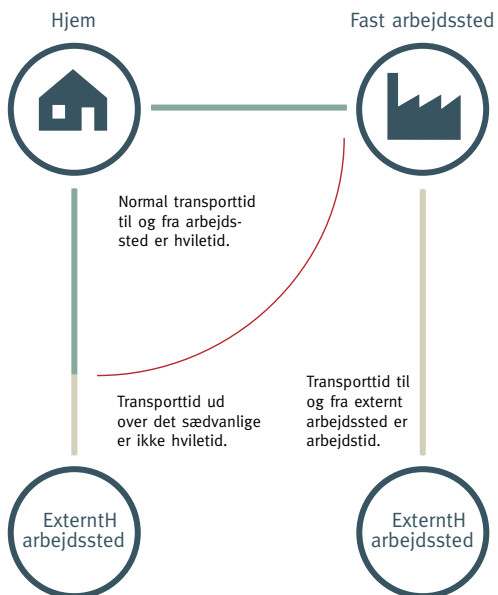 Hjem
Fast arbejdssted
Normal transporttid
til og fra arbejds-
sted er hviletid.
Transporttid ud
over det sædvanlige
er ikke hviletid.
Transporttid til
og fra externt
arbejdssted er
arbejdstid.
ExterntH
arbejdssted
ExterntH
arbejdssted